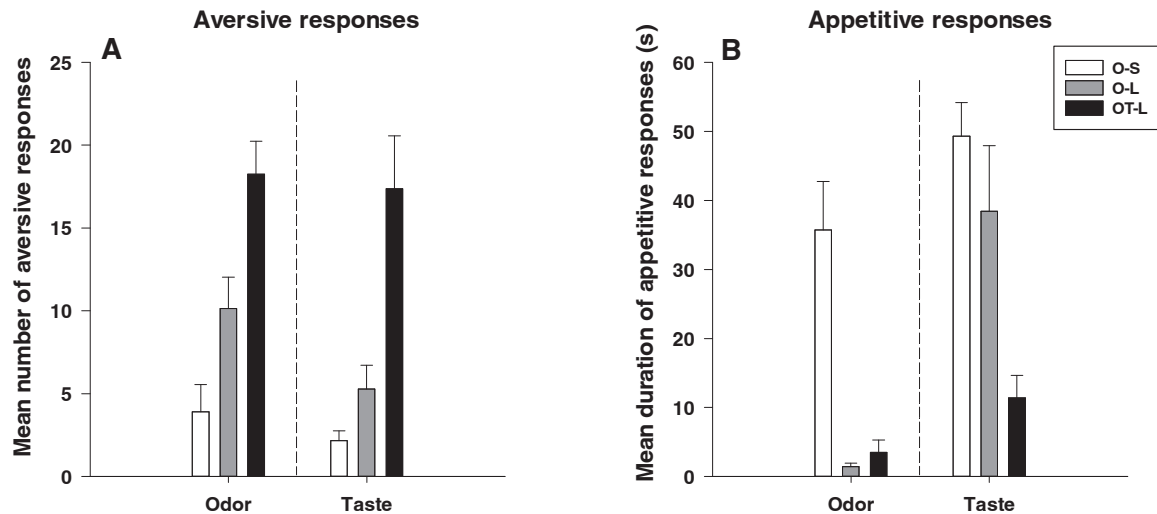 Aversive responses
A
Mean number of aversive responses
25
20
15
10
5
0
Odor
Taste
Appetitive responses
B
Mean duration of appetitive responses (s)
60
50
40
30
20
10
0
Odor
Taste
O-S
O-L
OT-L